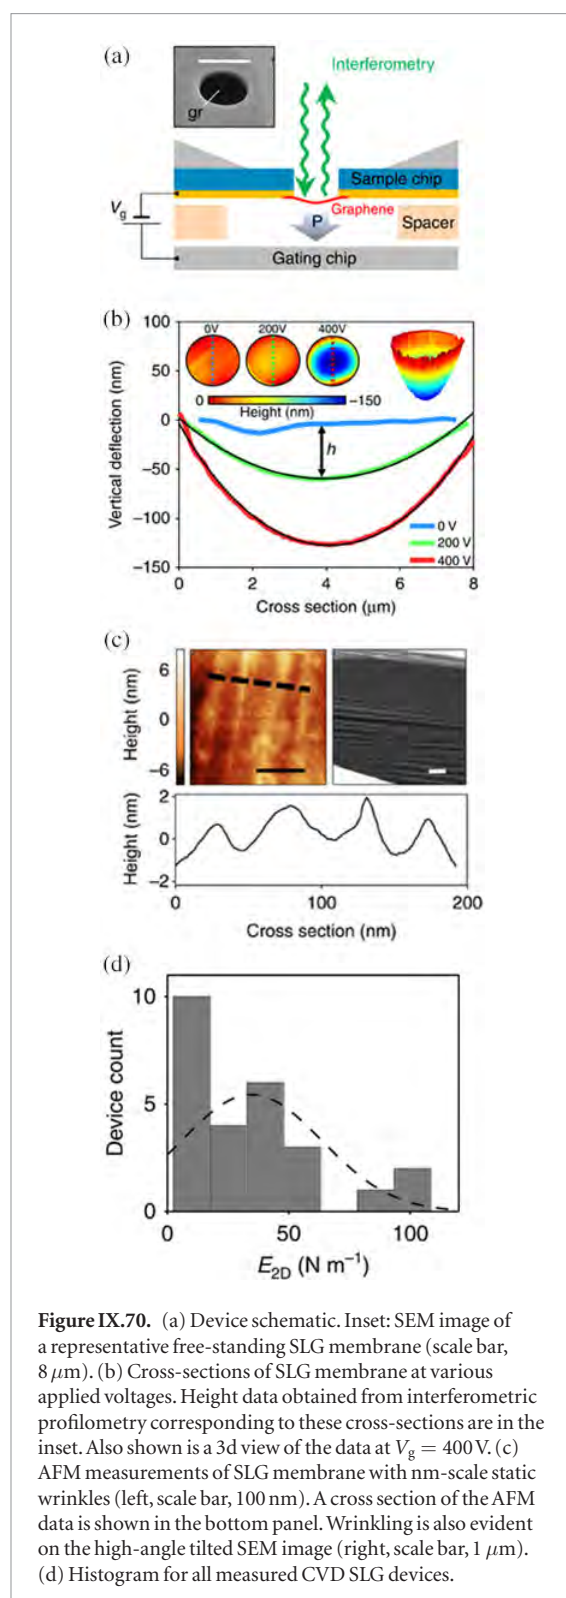 (a)
Interferometry
gr
Sample chip
Vg
Graphene
P
Spacer
Gating chip
(b)
100
50
0
−50
−100
−150
Vertical deflection (nm)
0V
200V
400V
0
−150
Height (nm)
h
0 V
200 V
400 V
0
2
4
6
8
Cross section (μm)
(c)
Height (nm)
6
0
−6
Height (nm)
2
0
−2
0
100
200
Cross section (nm)
(d)
Device count
10
5
0
0
50
100
E2D (N m⁻¹)
Figure IX.70. (a) Device schematic. Inset: SEM image of
a representative free-standing SLG membrane (scale bar,
8 μm). (b) Cross-sections of SLG membrane at various
applied voltages. Height data obtained from interferometric
profilometry corresponding to these cross-sections are in the
inset. Also shown is a 3d view of the data at Vg = 400 V. (c)
AFM measurements of SLG membrane with nm-scale static
wrinkles (left, scale bar, 100 nm). A cross section of the AFM
data is shown in the bottom panel. Wrinkling is also evident
on the high-angle tilted SEM image (right, scale bar, 1 μm).
(d) Histogram for all measured CVD SLG devices.